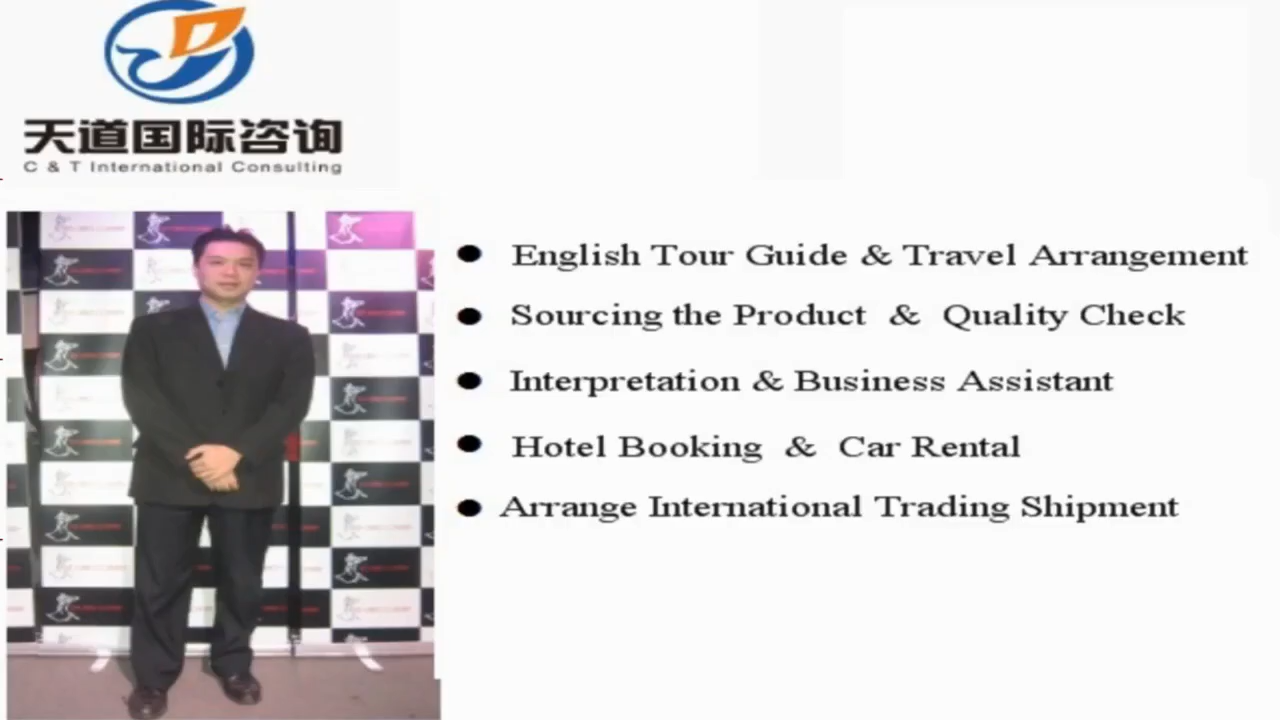 天道国际咨询
C & T International Consulting
● English Tour Guide & Travel Arrangement
● Sourcing the Product & Quality Check
● Interpretation & Business Assistant
● Hotel Booking & Car Rental
● Arrange International Trading Shipment